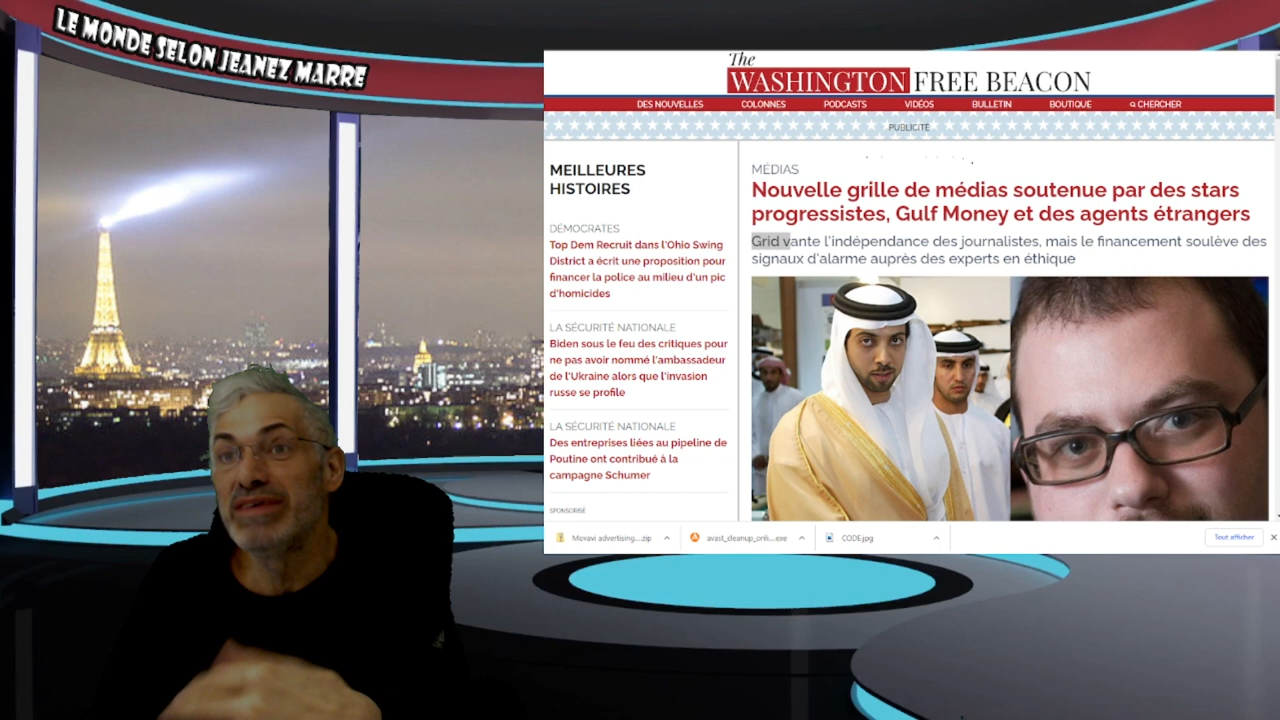 LE MONDE SELON JEANEZ MARRE
The
WASHINGTON FREE BEACON
DES NOUVELLES COLONNES PODCASTS VIDÉOS BULLETIN BOUTIQUE CHERCHER
PUBLICITÉ
MEILLEURES
HISTOIRES
DÉMOCRATES
Top Dem Recruit dans l'Ohio Swing
District a écrit une proposition pour
financer la police au milieu d'un pic
d'homicides
LA SÉCURITÉ NATIONALE
Biden sous le feu des critiques pour
ne pas avoir nommé l'ambassadeur
de l'Ukraine alors que l'invasion
russe se profile
LA SÉCURITÉ NATIONALE
Des entreprises liées au pipeline de
Poutine ont contribué à la
campagne Schumer
SPONSORISÉ
MÉDIAS
Nouvelle grille de médias soutenue par des stars
progressistes, Gulf Money et des agents étrangers
Grid vante l'indépendance des journalistes, mais le financement soulève des
signaux d'alarme auprès des experts en éthique
Movavi advertising....zip avast_cleanup_onli....exe CODE.jpg Tout afficher